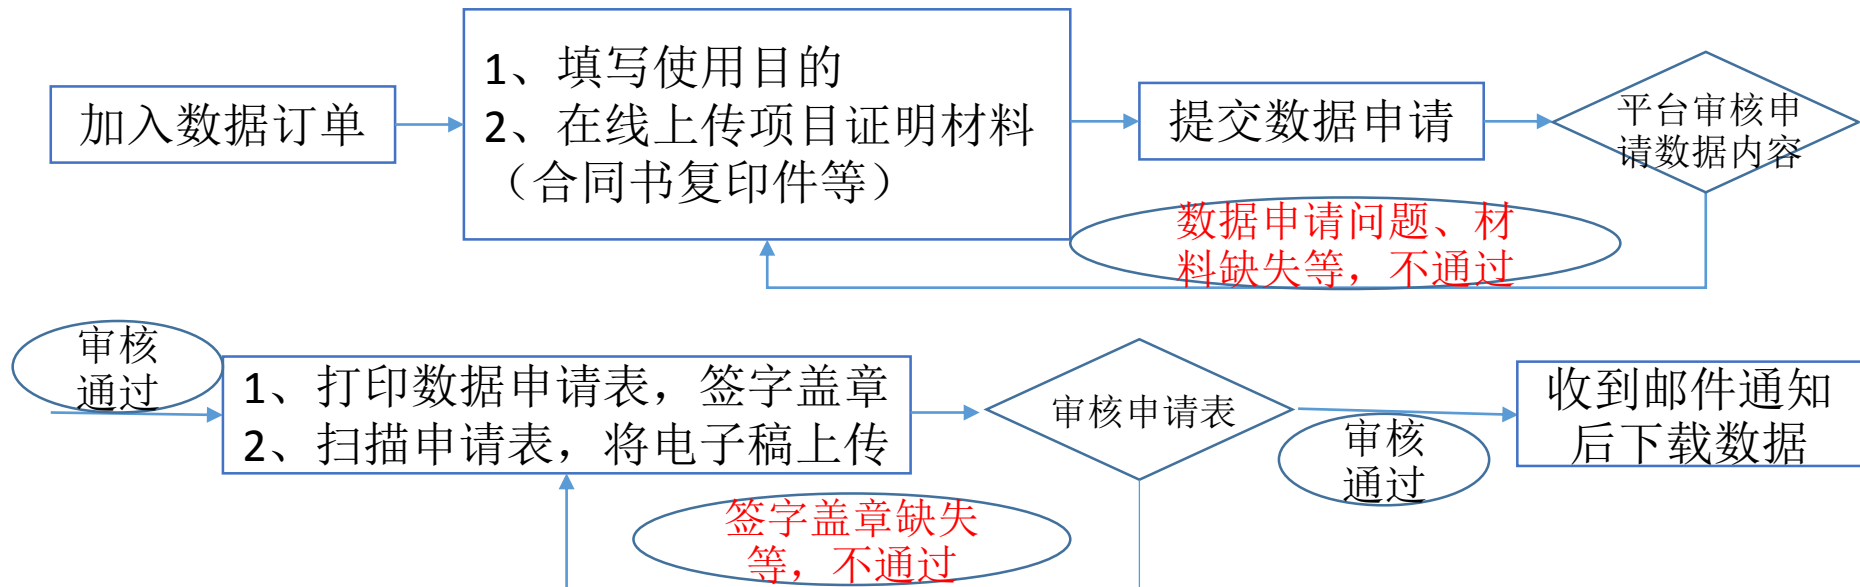 加入数据订单
1、填写使用目的
2、在线上传项目证明材料
（合同书复印件等）
提交数据申请
平台审核申
请数据内容
数据申请问题、材
料缺失等，不通过
审核
通过
1、打印数据申请表，签字盖章
2、扫描申请表，将电子稿上传
审核申请表
审核
通过
收到邮件通知
后下载数据
签字盖章缺失
等，不通过